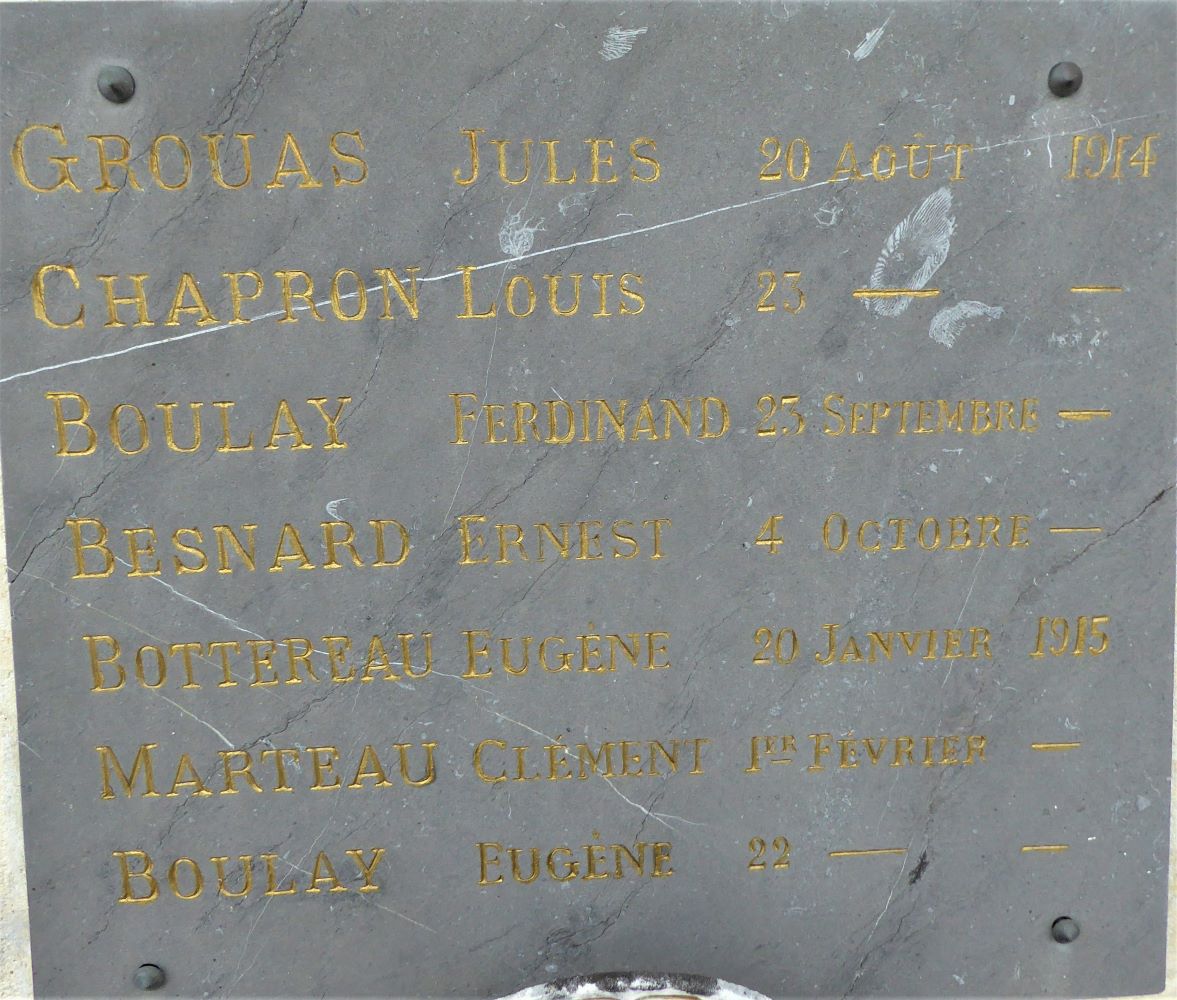 GROUAS JULES 20 AOÛT 1914
CHAPRON LOUIS 23 — —
BOULAY FERDINAND 23 SEPTEMBRE —
BESNARD ERNEST 4 OCTOBRE —
BOTTEREAU EUGÈNE 20 JANVIER 1915
MARTEAU CLÉMENT 1ER FÉVRIER —
BOULAY EUGÈNE 22 — —